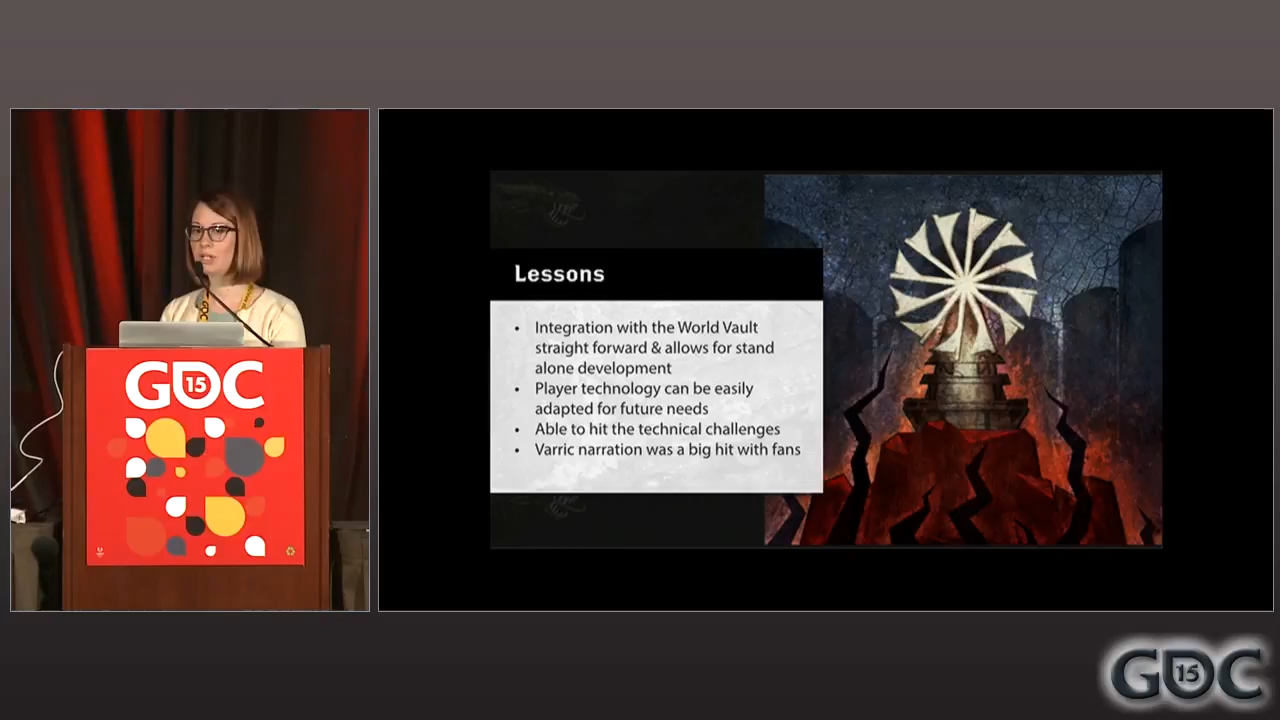 GDC
15
Lessons
• Integration with the World Vault
straight forward & allows for stand
alone development
• Player technology can be easily
adapted for future needs
• Able to hit the technical challenges
• Varric narration was a big hit with fans
GDC
15